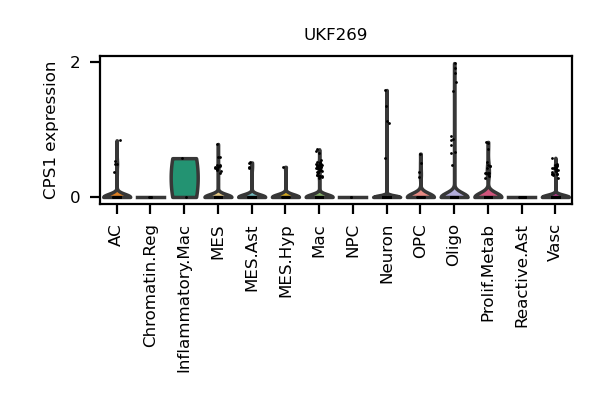 UKF269
CPS1 expression
2
0
AC
Chromatin.Reg
Inflammatory.Mac
MES
MES.Ast
MES.Hyp
Mac
NPC
Neuron
OPC
Oligo
Prolif.Metab
Reactive.Ast
Vasc